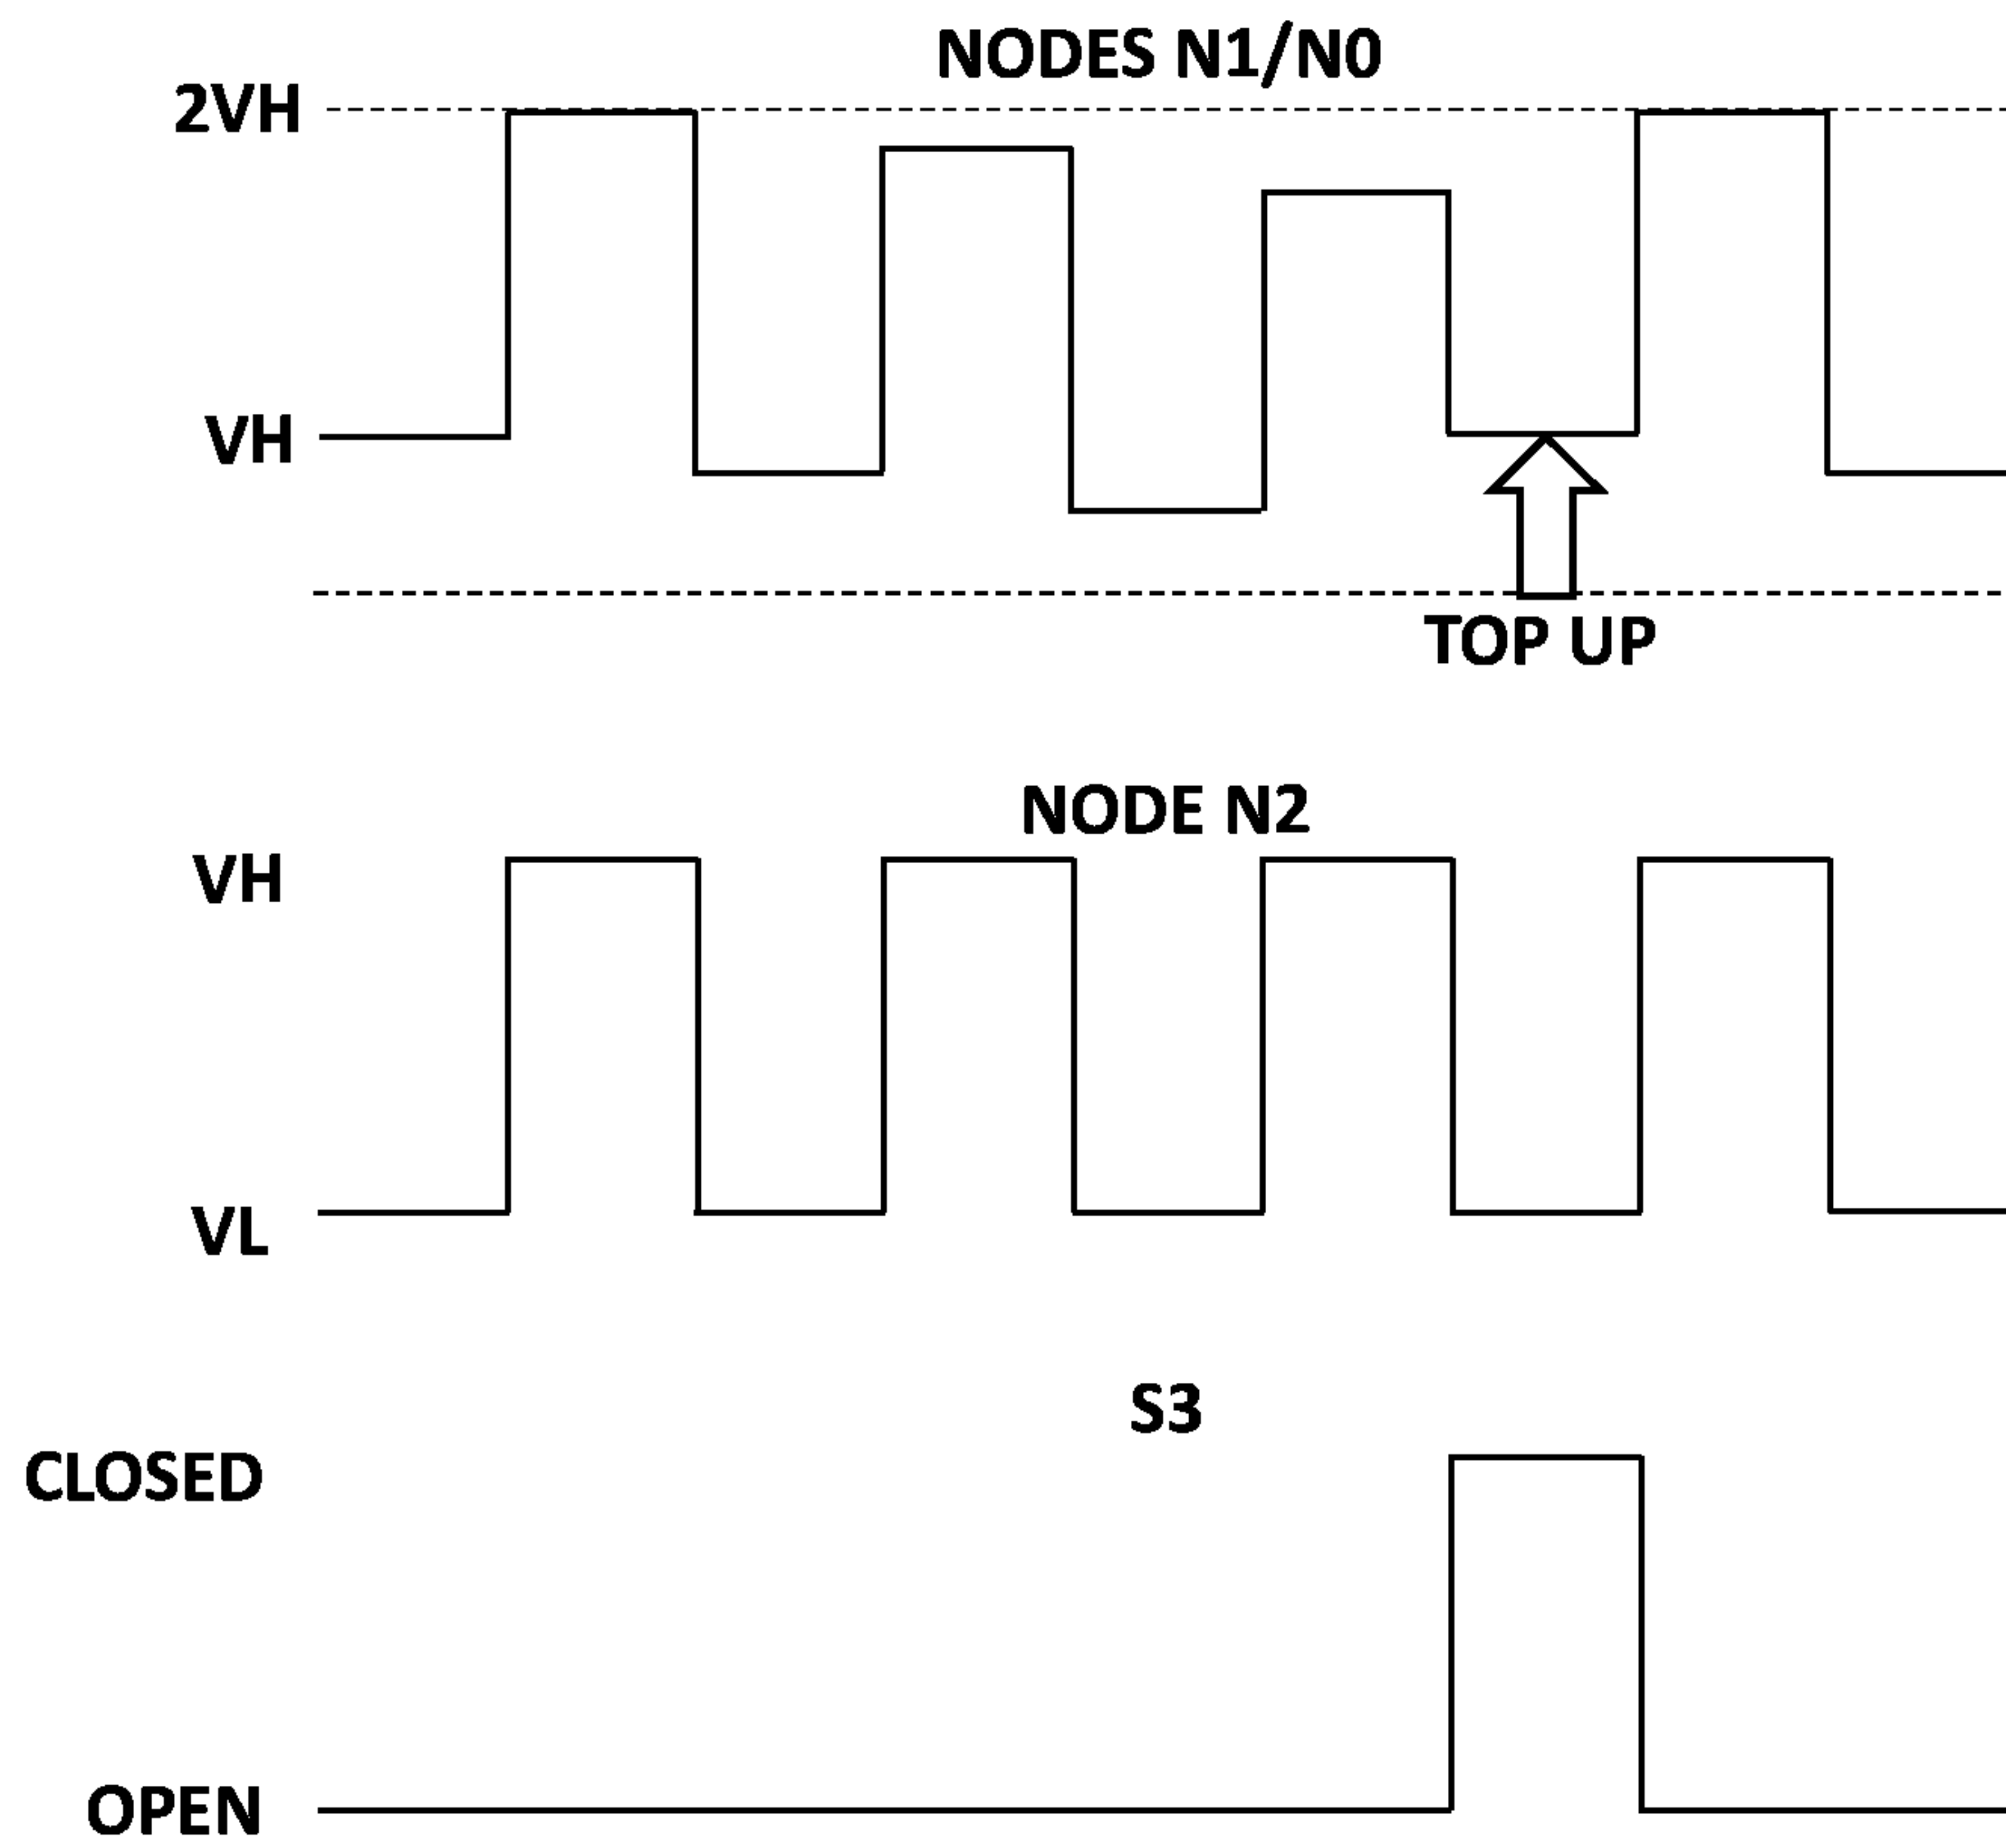 NODES N1/N0
2VH
VH
TOP UP
NODE N2
VH
VL
S3
CLOSED
OPEN